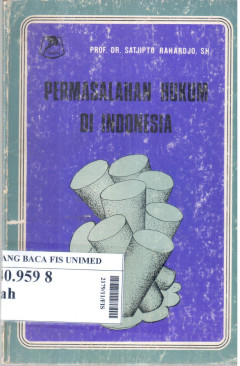 PROF. DR. SATJIPTO RAHARDJO, SH
PERMASALAHAN HUKUM
DI INDONESIA
ANG BACA FIS UNIMED
0.959 8
ah